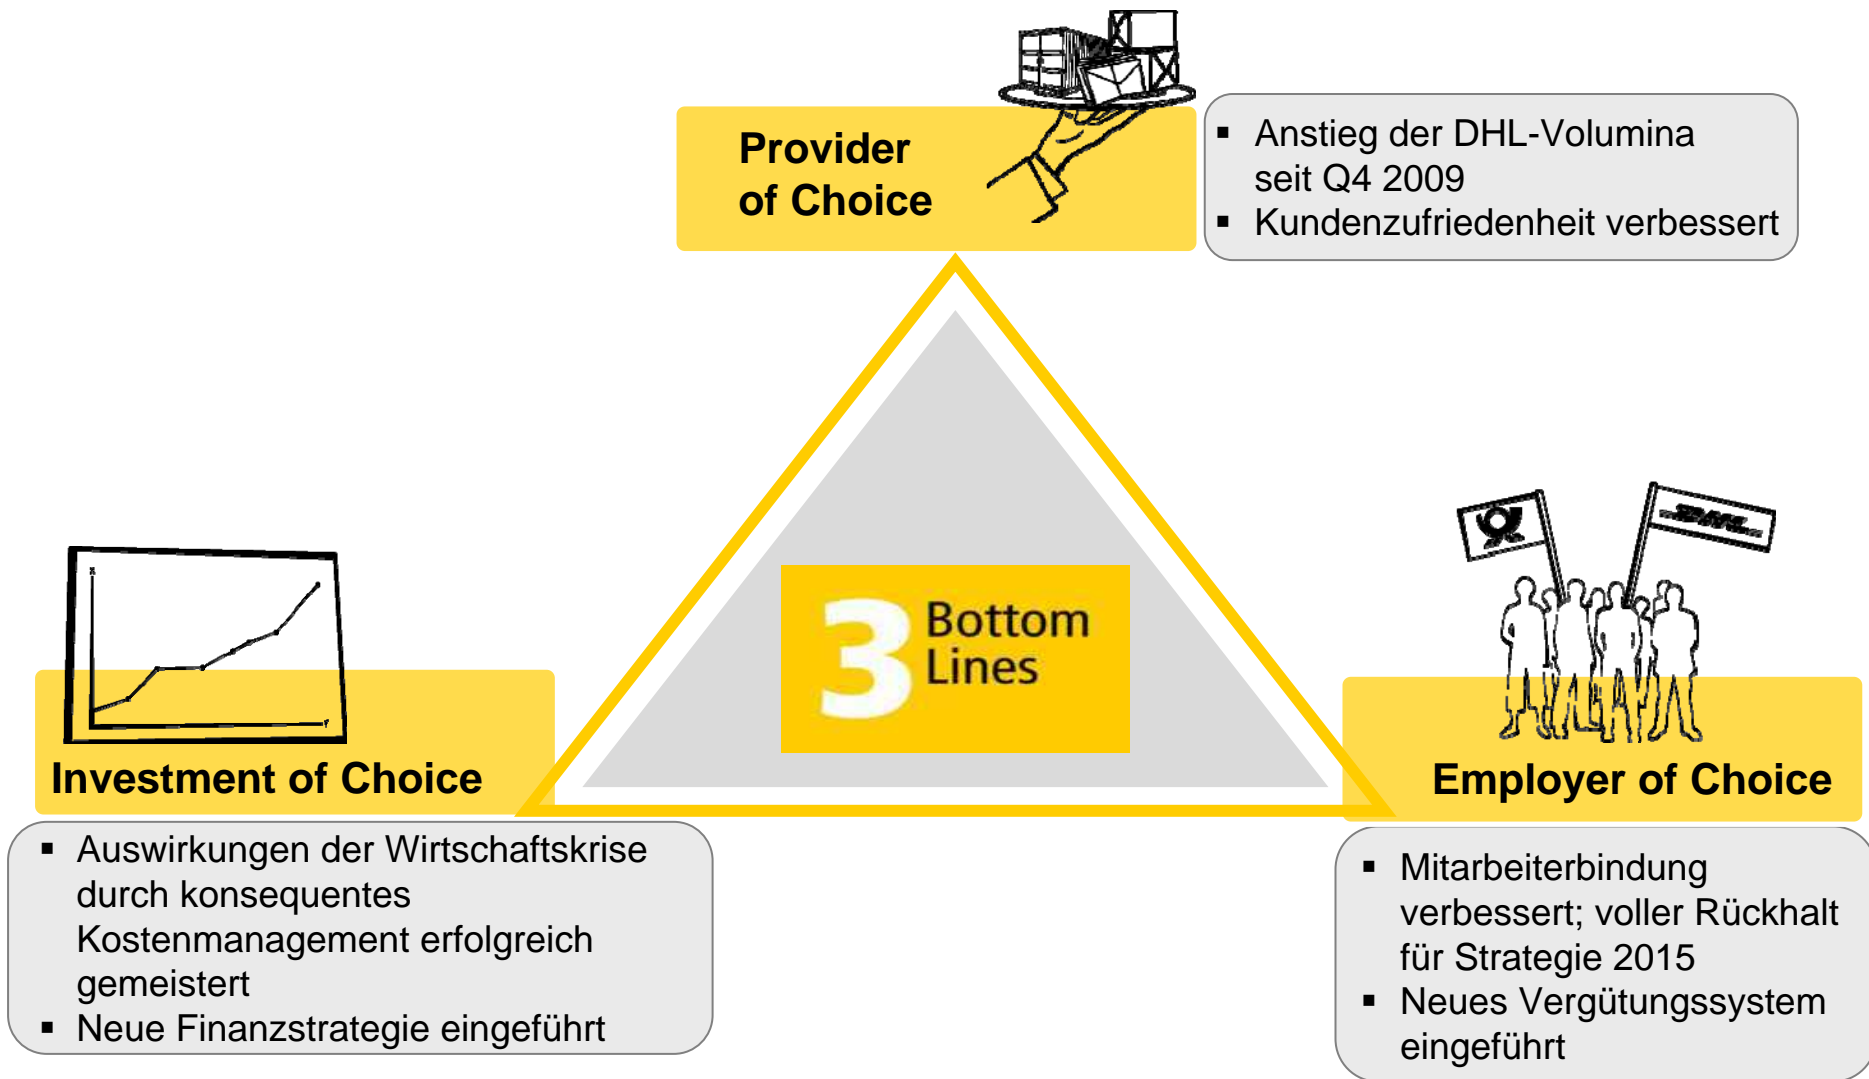 Provider
of Choice
▪ Anstieg der DHL-Volumina
seit Q4 2009
▪ Kundenzufriedenheit verbessert
3 Bottom
Lines
X
Y
Investment of Choice
▪ Auswirkungen der Wirtschaftskrise
durch konsequentes
Kostenmanagement erfolgreich
gemeistert
▪ Neue Finanzstrategie eingeführt
DHL
Employer of Choice
▪ Mitarbeiterbindung
verbessert; voller Rückhalt
für Strategie 2015
▪ Neues Vergütungssystem
eingeführt